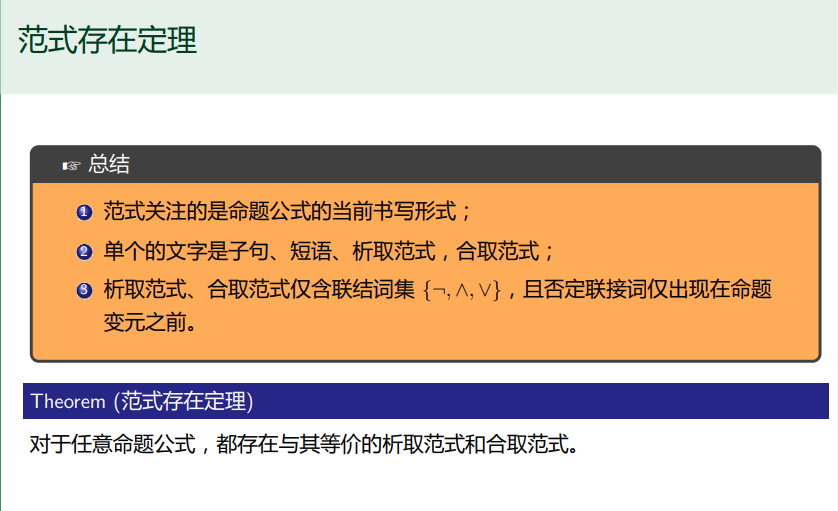 范式存在定理
☞ 总结
1 范式关注的是命题公式的当前书写形式；
2 单个的文字是子句、短语、析取范式，合取范式；
3 析取范式、合取范式仅含联结词集 {¬, ∧, ∨}，且否定联接词仅出现在命题
变元之前。
Theorem (范式存在定理)
对于任意命题公式，都存在与其等价的析取范式和合取范式。